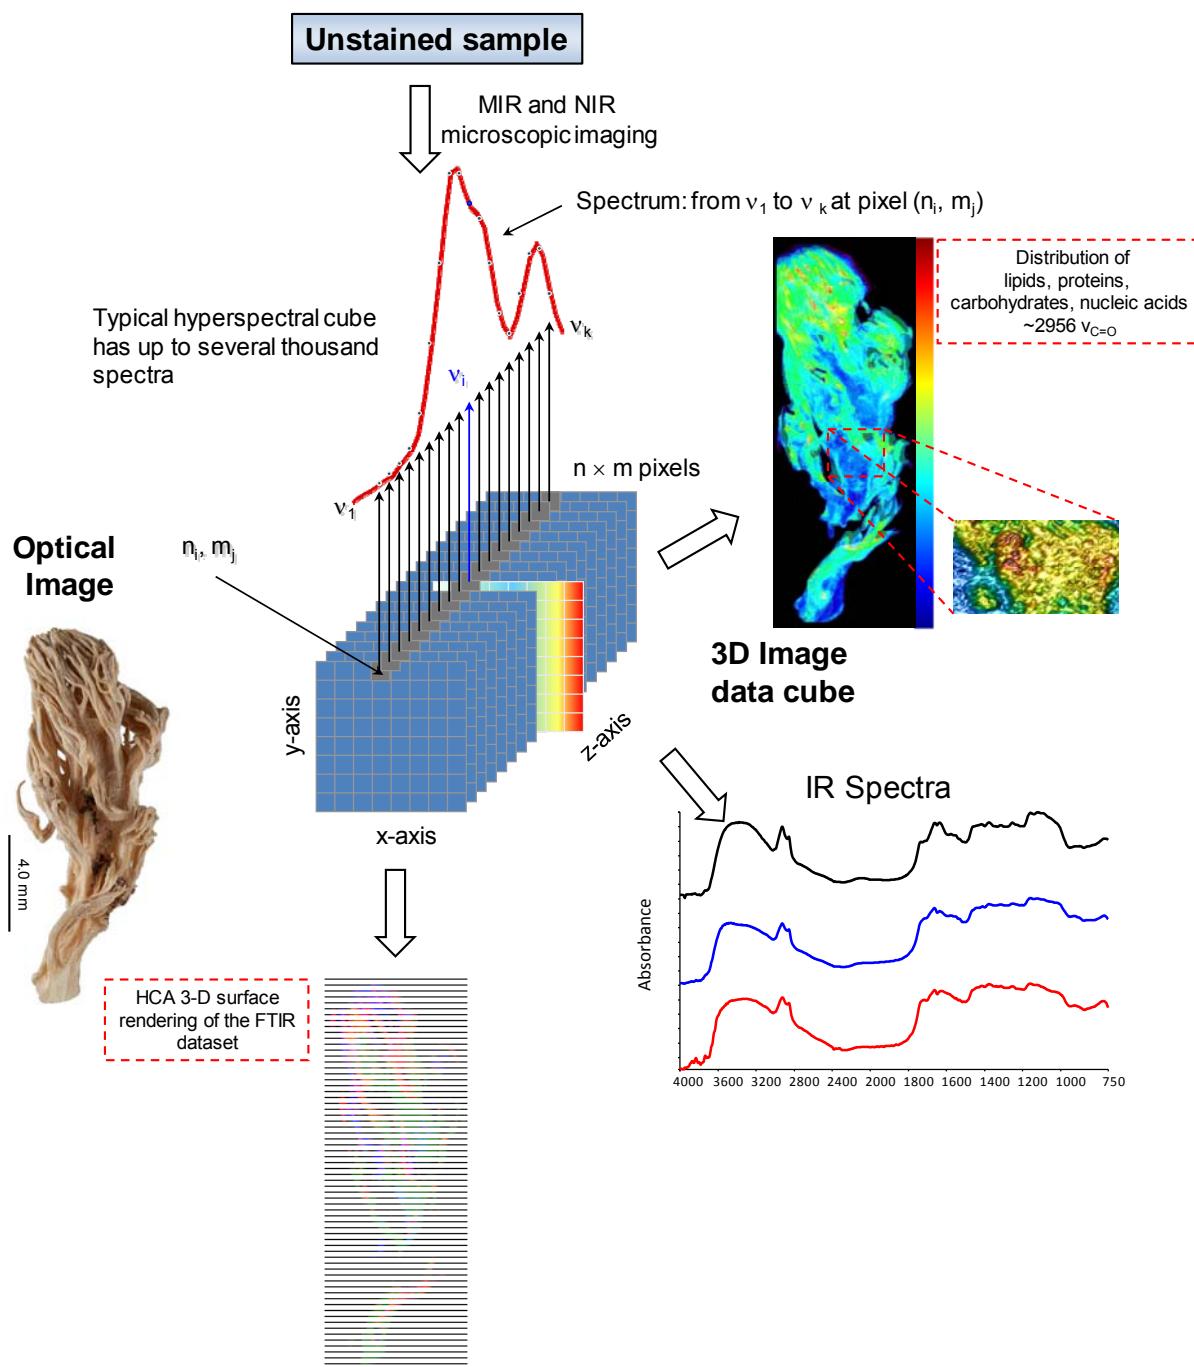 Unstained sample
MIR and NIR
microscopic imaging
Spectrum: from ν₁ to ν k at pixel (nᵢ, mⱼ)
Distribution of
lipids, proteins,
carbohydrates, nucleic acids
~2956 νC=O
Typical hyperspectral cube
has up to several thousand
spectra
νk
νi
n × m pixels
ν1
nᵢ, mⱼ
Optical
Image
3D Image
data cube
y-axis
z-axis
x-axis
4.0 mm
IR Spectra
Absorbance
4000 3600 3200 2800 2400 2000 1800 1600 1400 1200 1000 750
HCA 3-D surface
rendering of the FTIR
dataset